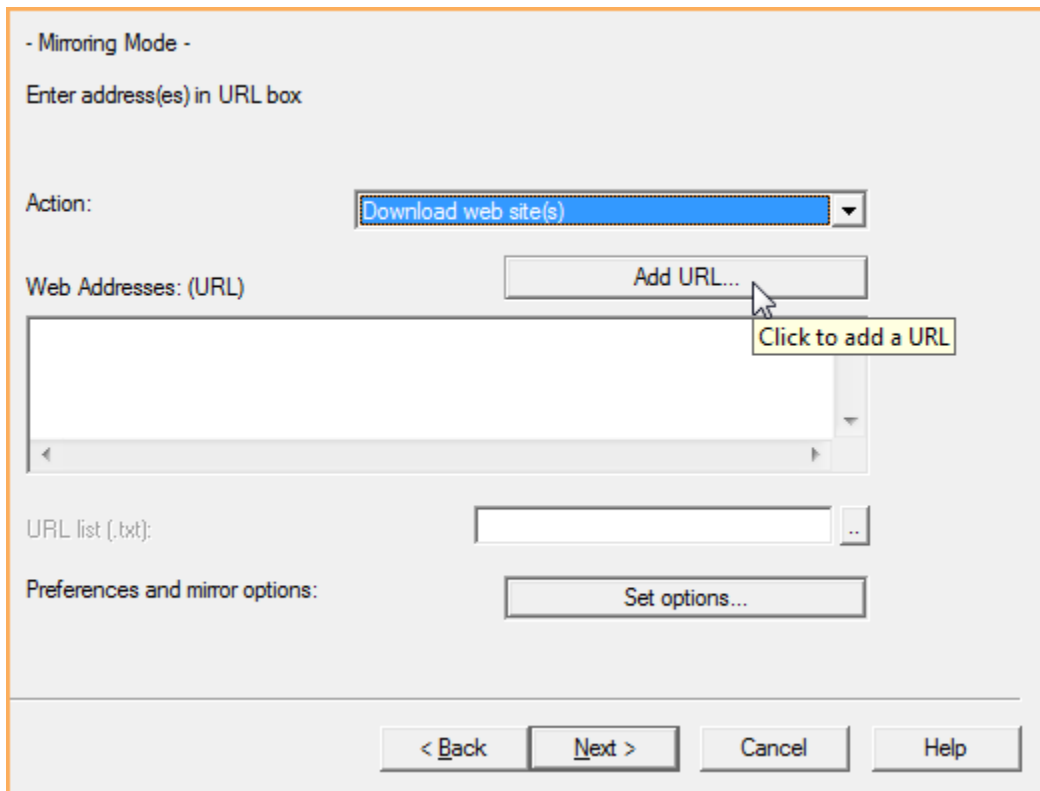 - Mirroring Mode -
Enter address(es) in URL box
Action:
Download web site(s)
Web Addresses: (URL)
Add URL...
Click to add a URL
URL list (.txt):
..
Preferences and mirror options:
Set options...
< Back
Next >
Cancel
Help